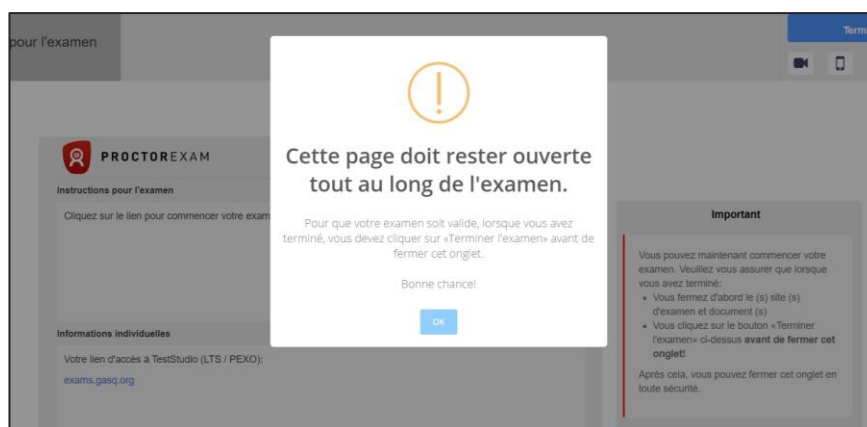 pour l'examen
Term
Cette page doit rester ouverte
tout au long de l'examen.
Pour que votre examen soit valide, lorsque vous avez
terminé, vous devez cliquer sur «Terminer l'examen» avant de
fermer cet onglet.
Bonne chance!
OK
PROCTOREXAM
Instructions pour l'examen
Cliquez sur le lien pour commencer votre exam
Informations individuelles
Votre lien d'accès à TestStudio (LTS / PEXO):
exams.gasq.org
Important
Vous pouvez maintenant commencer votre
examen. Veuillez vous assurer que lorsque
vous avez terminé:
• Vous fermez d'abord le (s) site (s)
d'examen et document (s)
• Vous cliquez sur le bouton «Terminer
l'examen» ci-dessus avant de fermer cet
onglet!
Après cela, vous pouvez fermer cet onglet en
toute sécurité.